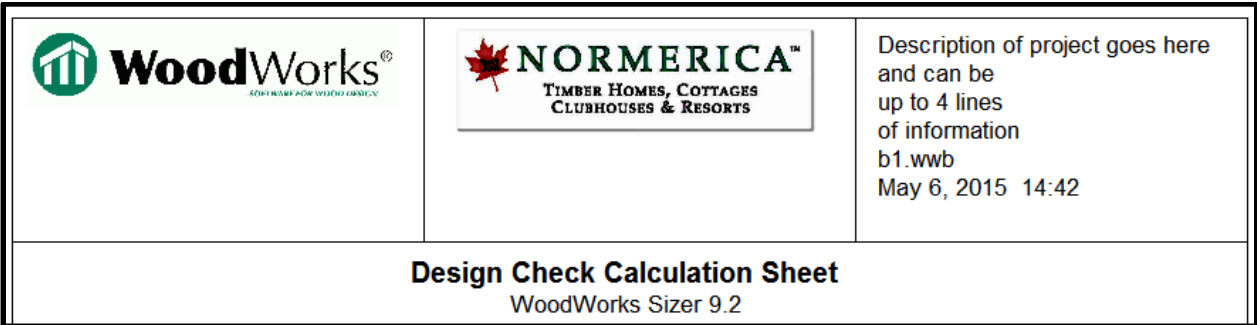 WoodWorks®
SOFTWARE FOR WOOD DESIGN
NORMERICA™
TIMBER HOMES, COTTAGES
CLUBHOUSES & RESORTS
Description of project goes here
and can be
up to 4 lines
of information
b1.wwb
May 6, 2015 14:42
Design Check Calculation Sheet
WoodWorks Sizer 9.2